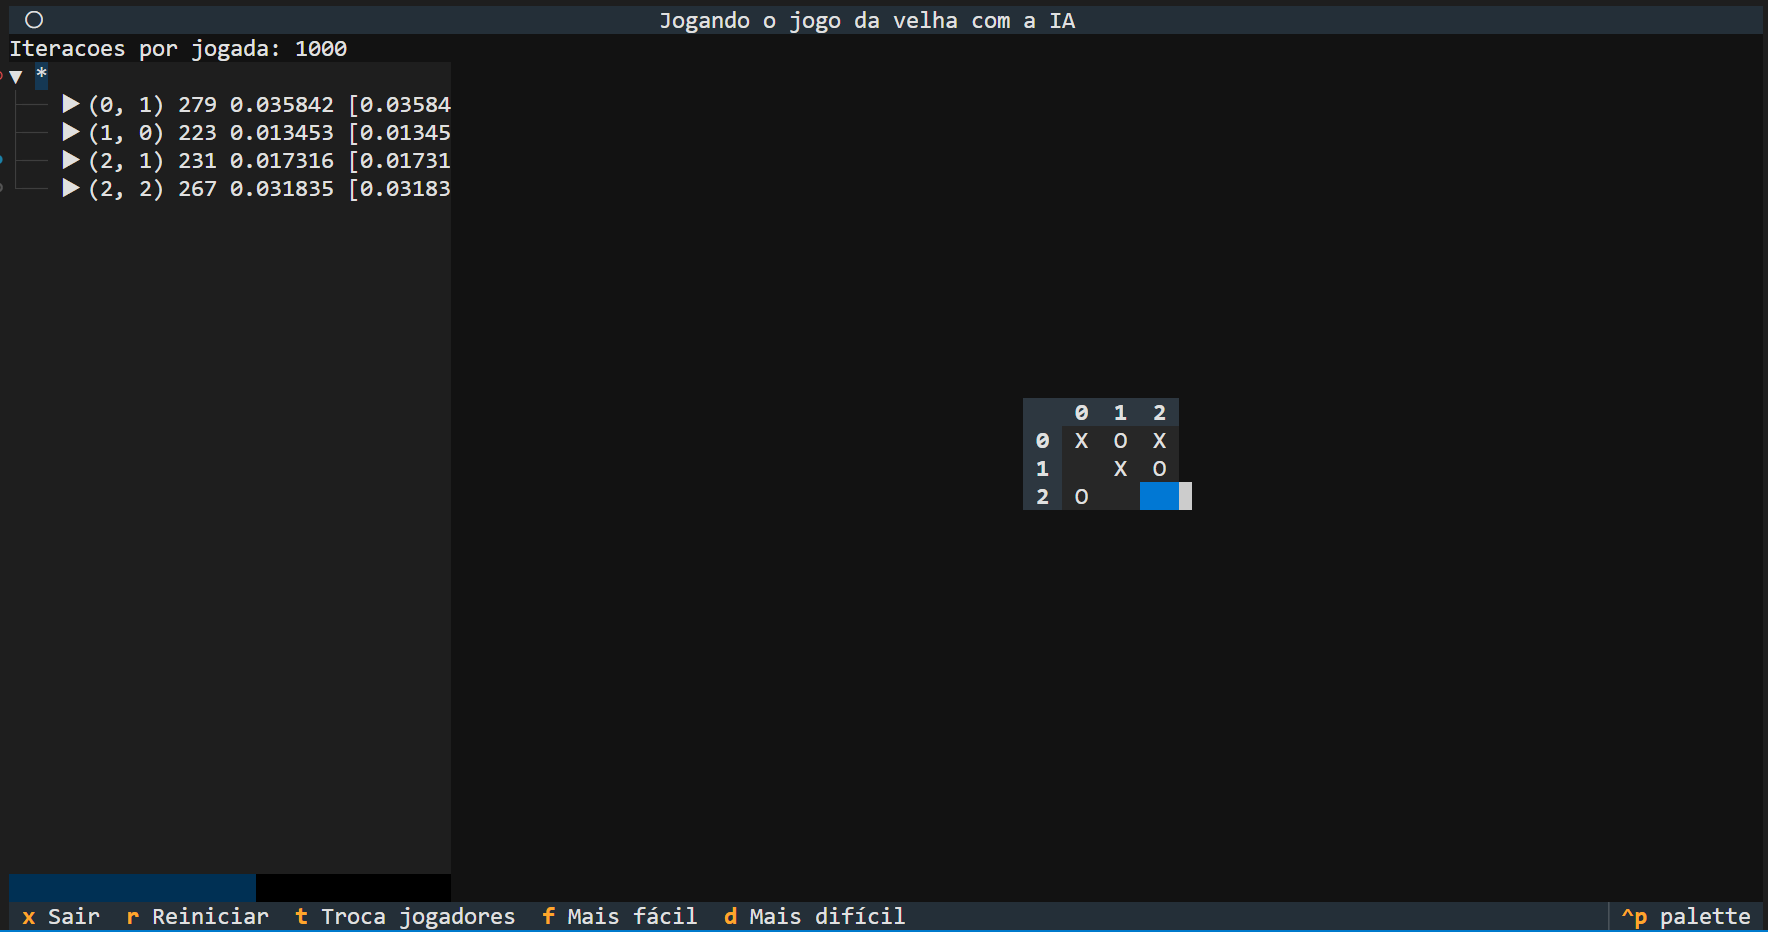 Jogando o jogo da velha com a IA
Iteracoes por jogada: 1000
▼ *
▶ (0, 1) 279 0.035842 [0.03584
▶ (1, 0) 223 0.013453 [0.01345
▶ (2, 1) 231 0.017316 [0.01731
▶ (2, 2) 267 0.031835 [0.03183
0 1 2
0 X O X
1 X O
2 O
x Sair r Reiniciar t Troca jogadores f Mais fácil d Mais difícil ^p palette